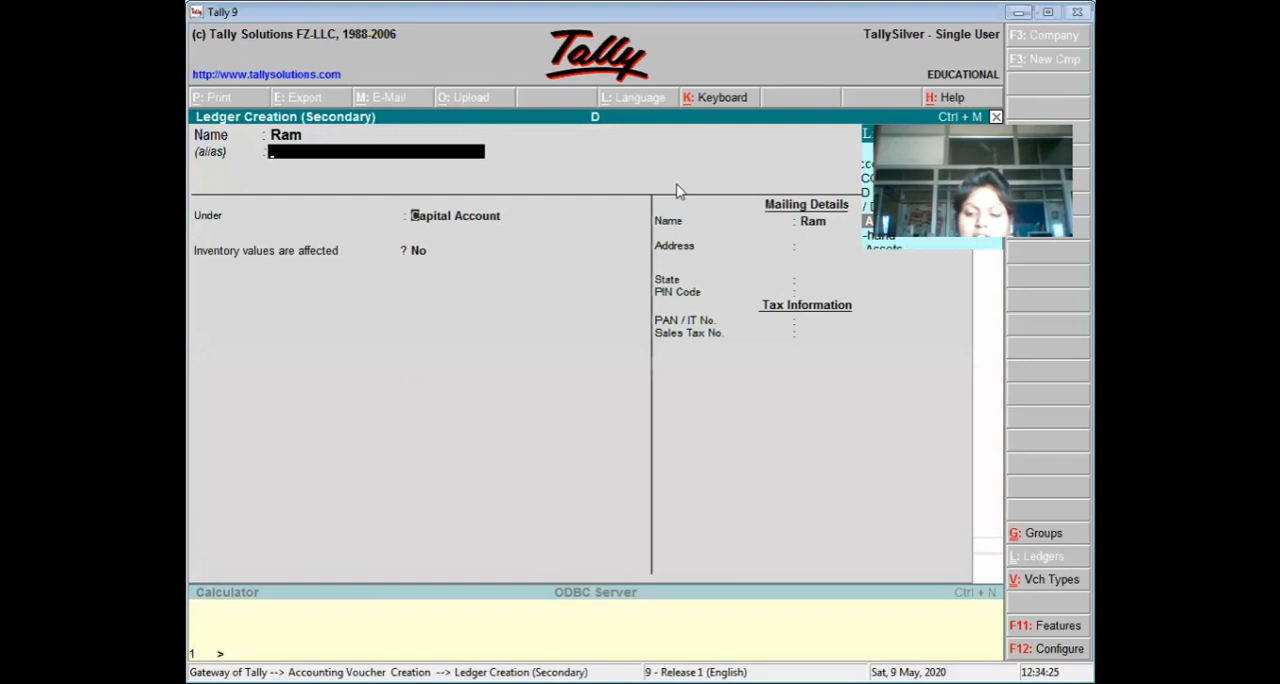 Tally 9
(c) Tally Solutions FZ-LLC, 1988-2006
Tally
TallySilver - Single User
http://www.tallysolutions.com
EDUCATIONAL
F3: Company
F3: New Cmp
P: Print
E: Export
M: E-Mail
O: Upload
L: Language
K: Keyboard
H: Help
Ledger Creation (Secondary)
D
Ctrl + M
Name : Ram
(alias) :
Under : Capital Account
Inventory values are affected ? No
Mailing Details
Name : Ram
Address :
State :
PIN Code :
Tax Information
PAN / IT No. :
Sales Tax No. :
-hand
Assets
G: Groups
L: Ledgers
V: Vch Types
F11: Features
F12: Configure
Calculator
ODBC Server
Ctrl + N
1 >
Gateway of Tally --> Accounting Voucher Creation --> Ledger Creation (Secondary)
9 - Release 1 (English)
Sat, 9 May, 2020
12:34:25